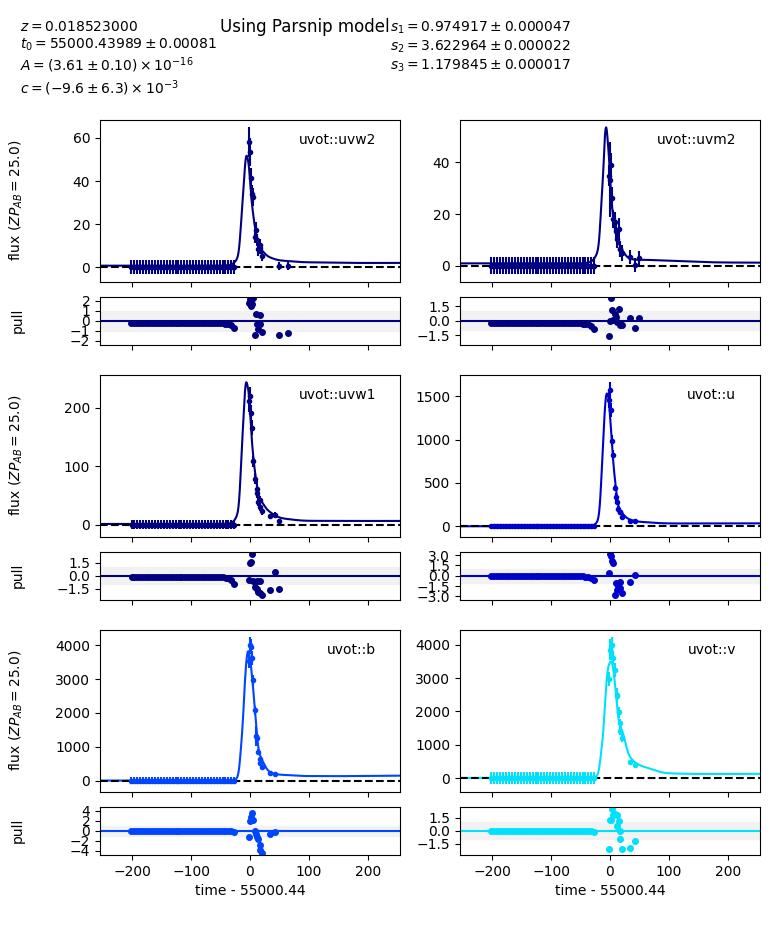 Using Parsnip model
z = 0.018523000
t₀ = 55000.43989 ± 0.00081
A = (3.61 ± 0.10) × 10⁻¹⁶
c = (−9.6 ± 6.3) × 10⁻³
s₁ = 0.974917 ± 0.000047
s₂ = 3.622964 ± 0.000022
s₃ = 1.179845 ± 0.000017
flux (ZP_AB = 25.0)
60
40
20
0
uvot::uvw2
40
20
0
uvot::uvm2
pull
2
1
0
−1
−2
1.5
0.0
−1.5
flux (ZP_AB = 25.0)
200
100
0
uvot::uvw1
1500
1000
500
0
uvot::u
pull
1.5
0.0
−1.5
3.0
1.5
0.0
−1.5
−3.0
flux (ZP_AB = 25.0)
4000
3000
2000
1000
0
uvot::b
4000
3000
2000
1000
0
uvot::v
pull
4
2
0
−2
−4
1.5
0.0
−1.5
−200 −100 0 100 200
−200 −100 0 100 200
time - 55000.44
time - 55000.44